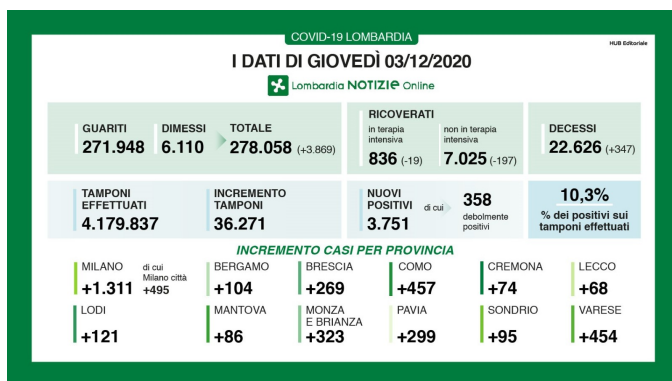 COVID-19 LOMBARDIA
HUB Editoriale
I DATI DI GIOVEDÌ 03/12/2020
Lombardia NOTIZIE Online
GUARITI
271.948
DIMESSI
6.110
TOTALE
278.058 (+3.869)
RICOVERATI
in terapia
intensiva
836 (-19)
non in terapia
intensiva
7.025 (-197)
DECESSI
22.626 (+347)
TAMPONI
EFFETTUATI
4.179.837
INCREMENTO
TAMPONI
36.271
NUOVI
POSITIVI
3.751
di cui
358
debolmente
positivi
10,3%
% dei positivi sui
tamponi effettuati
INCREMENTO CASI PER PROVINCIA
MILANO
+1.311
di cui
Milano città
+495
BERGAMO
+104
BRESCIA
+269
COMO
+457
CREMONA
+74
LECCO
+68
LODI
+121
MANTOVA
+86
MONZA
E BRIANZA
+323
PAVIA
+299
SONDRIO
+95
VARESE
+454